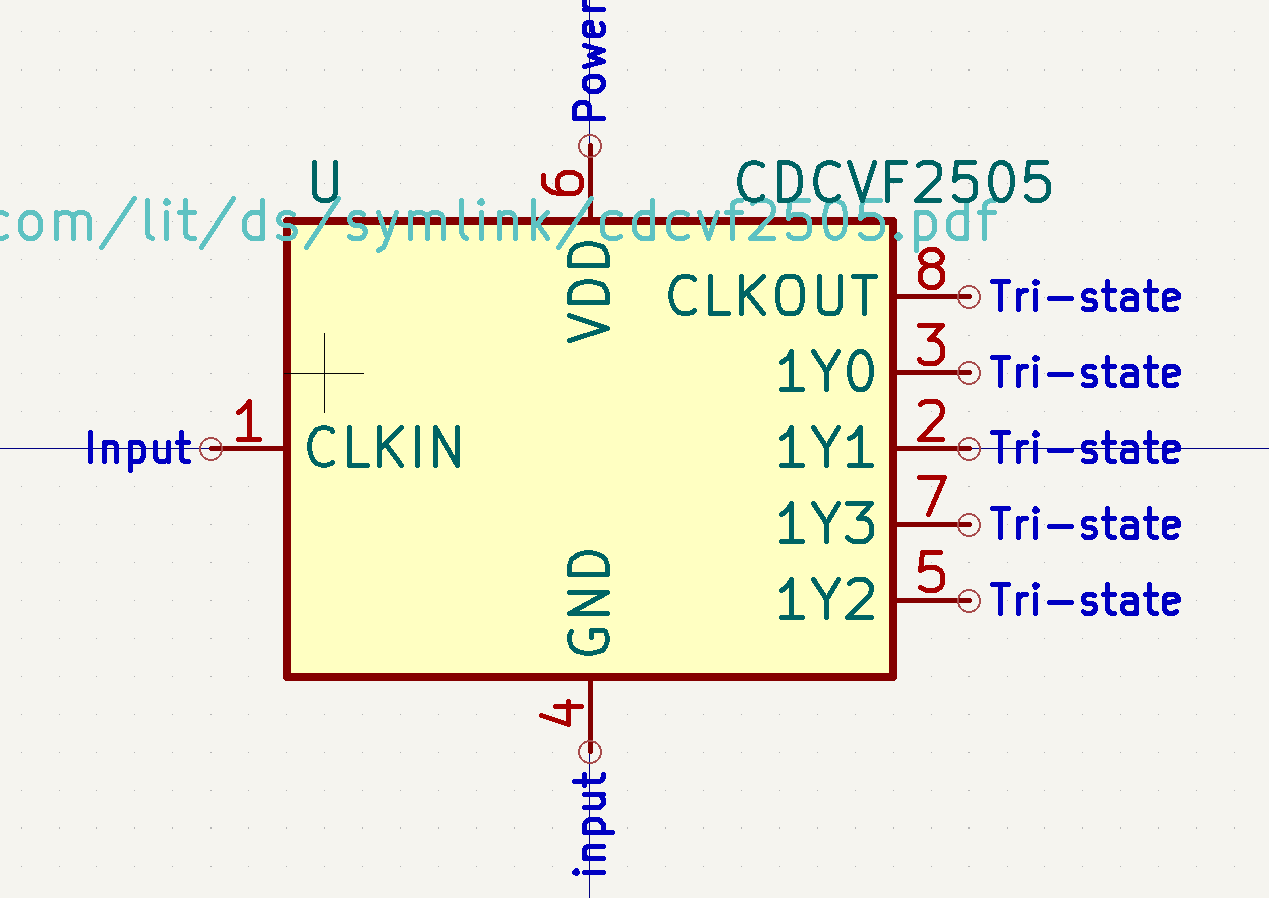 Power
U
6
CDCVF2505
com/lit/ds/symlink/cdcvf2505.pdf
VDD
CLKOUT
8
Tri-state
1Y0
3
Tri-state
Input
1
CLKIN
1Y1
2
Tri-state
1Y3
7
Tri-state
1Y2
5
Tri-state
GND
4
input